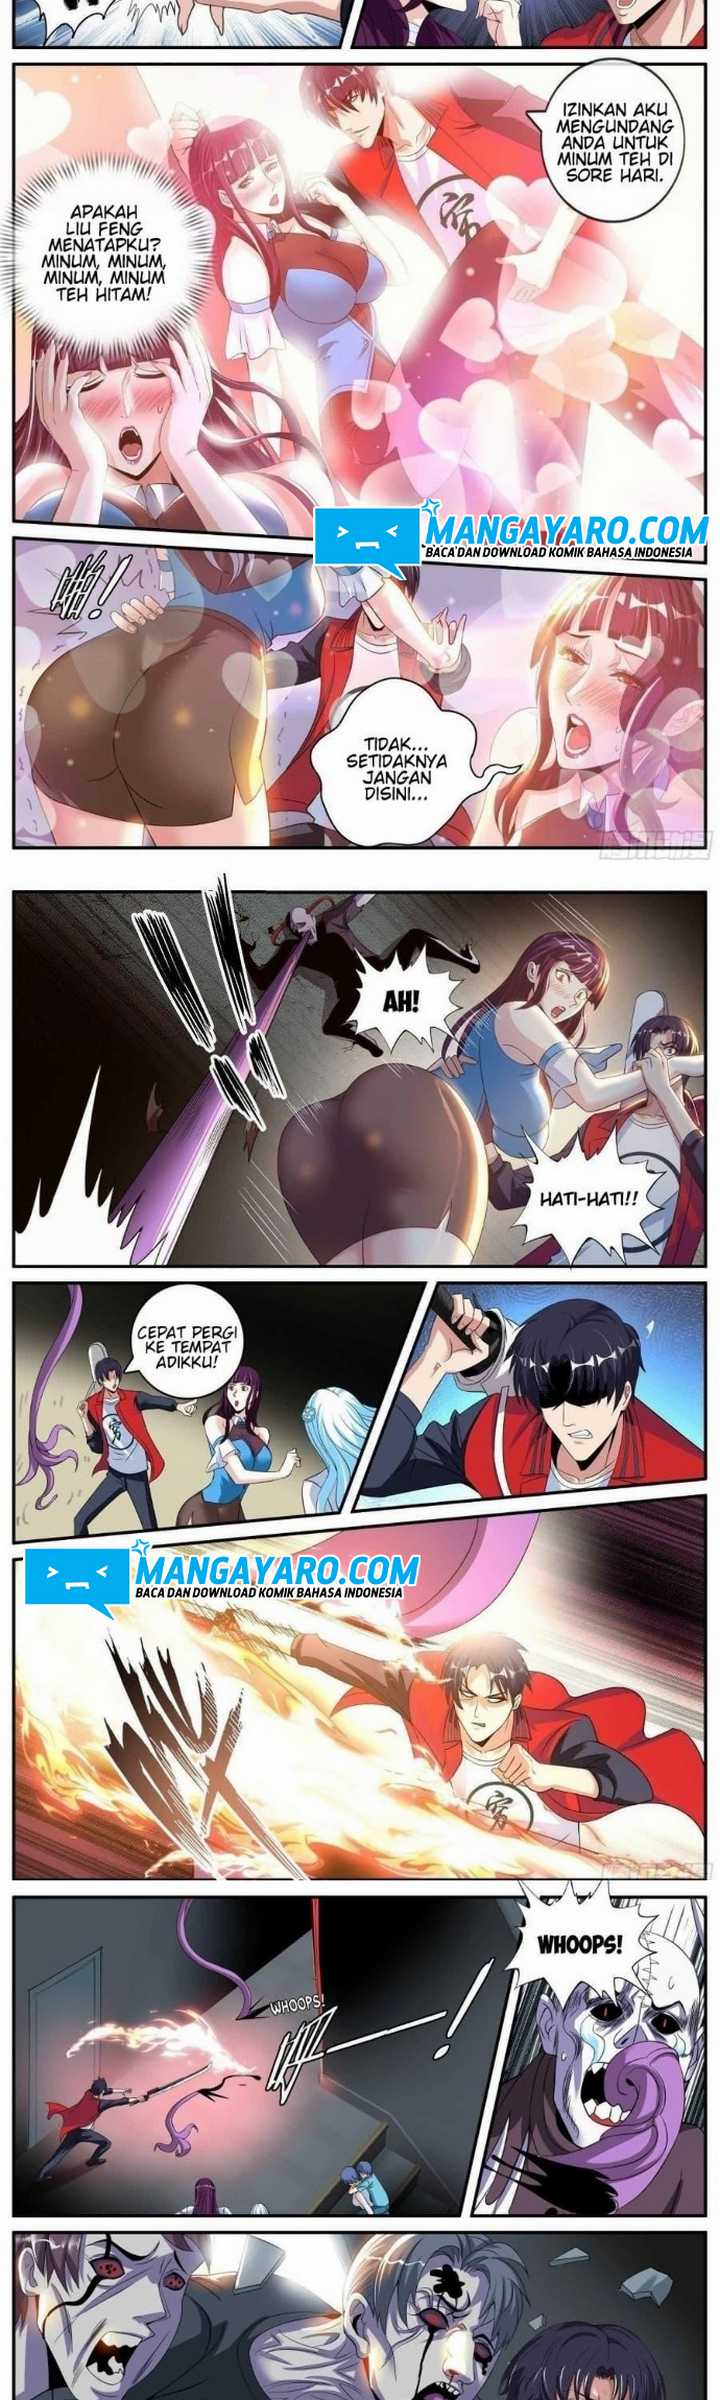 IZINKAN AKU
MENGUNDANG
ANDA UNTUK
MINUM TEH DI
SORE HARI.
APAKAH
LIU FENG
MENATAPKU?
MINUM, MINUM,
MINUM, MINUM
TEH HITAM!
MANGAYARO.COM
BACA DAN DOWNLOAD KOMIK BAHASA INDONESIA
TIDAK...
SETIDAKNYA
JANGAN
DISINI...
AH!
HATI-HATI!!
CEPAT PERGI
KE TEMPAT
ADIKKU!
MANGAYARO.COM
BACA DAN DOWNLOAD KOMIK BAHASA INDONESIA
穷
WHOOPS!
WHOOPS!